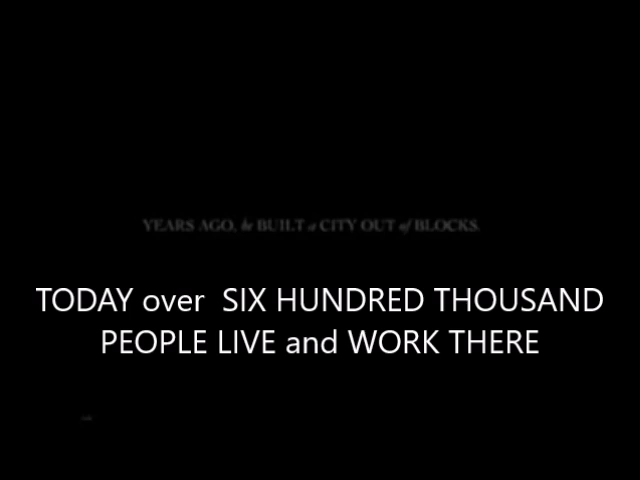 YEARS AGO, he BUILT a CITY OUT of BLOCKS.
TODAY over  SIX HUNDRED THOUSAND
PEOPLE LIVE and WORK THERE